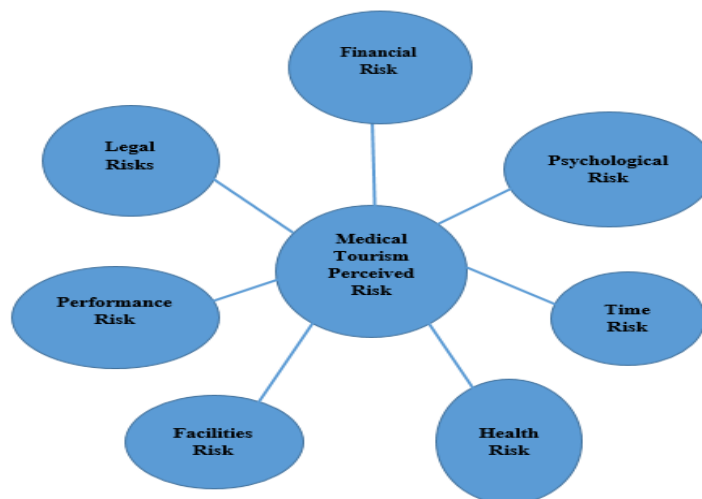 Financial
Risk
Legal
Risks
Psychological
Risk
Medical
Tourism
Perceived
Risk
Performance
Risk
Time
Risk
Facilities
Risk
Health
Risk